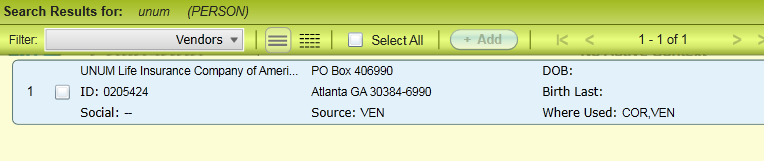 Search Results for: unum (PERSON)
Filter: Vendors Select All + Add 1 - 1 of 1
UNUM Life Insurance Company of Ameri... PO Box 406990 DOB:
1 ID: 0205424 Atlanta GA 30384-6990 Birth Last:
Social: -- Source: VEN Where Used: COR,VEN